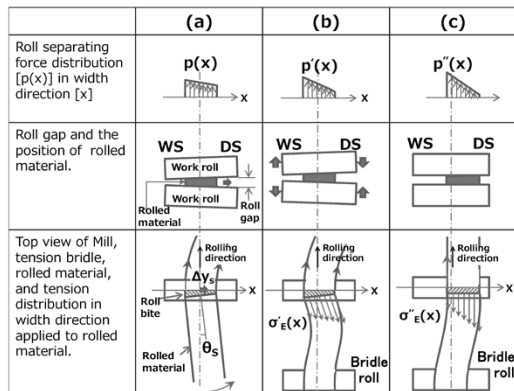 (a) (b) (c)
Roll separating
force distribution
[p(x)] in width
direction [x]
p(x)
x
p′(x)
x
p″(x)
x
Roll gap and the
position of rolled
material.
WS DS
Work roll
Work roll
Rolled
material
Roll
gap
WS DS
WS DS
Top view of Mill,
tension bridle,
rolled material,
and tension
distribution in
width direction
applied to rolled
material.
Rolling
direction
Δys
x
Roll
bite
θs
Rolled
material
Rolling
direction
x
σ′E(x)
Rolling
direction
x
σ″E(x)
Bridle
roll